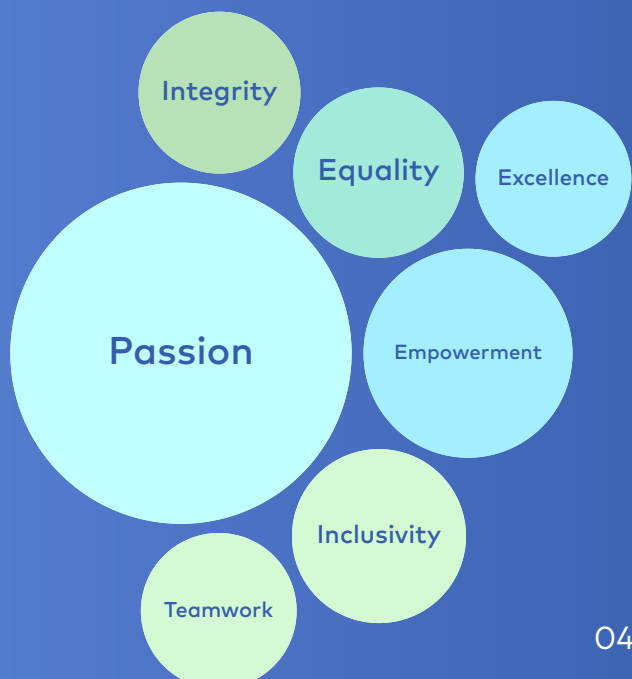 Integrity
Equality
Excellence
Passion
Empowerment
Inclusivity
Teamwork
04